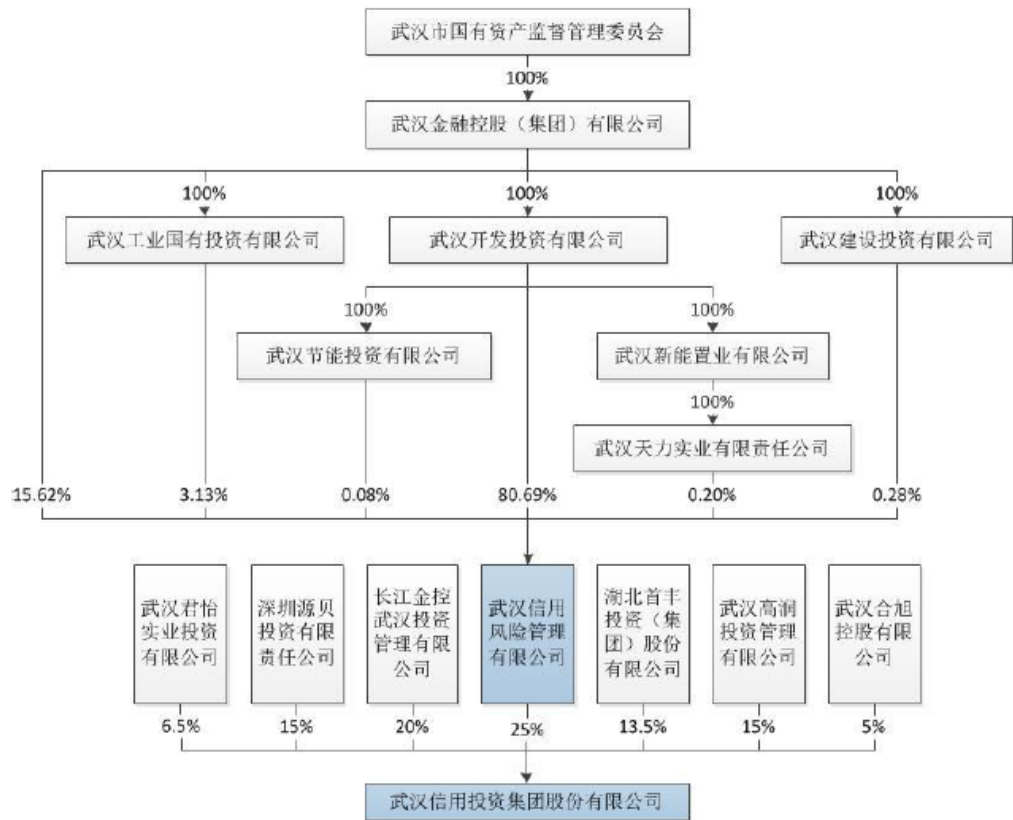 武汉市国有资产监督管理委员会
100%
武汉金融控股（集团）有限公司
100%
100%
100%
武汉工业国有投资有限公司
武汉开发投资有限公司
武汉建设投资有限公司
100%
100%
武汉节能投资有限公司
武汉新能置业有限公司
100%
武汉天力实业有限责任公司
15.62%
3.13%
0.08%
80.69%
0.20%
0.28%
武汉君怡
实业投资
有限公司
深圳源贝
投资有限
责任公司
长江金控
武汉投资
管理有限
公司
武汉信用
风险管理
有限公司
湖北首丰
投资（集
团）股份
有限公司
武汉高润
投资管理
有限公司
武汉合旭
控股有限
公司
6.5%
15%
20%
25%
13.5%
15%
5%
武汉信用投资集团股份有限公司